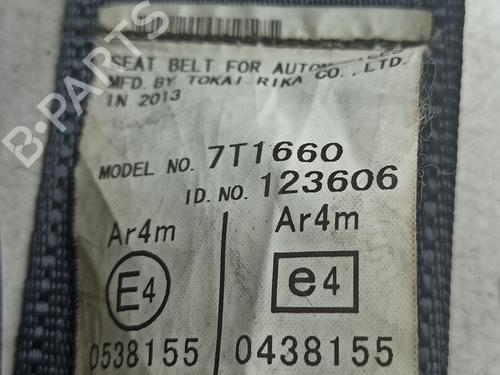 SEAT BELT FOR AUTOMOBILES
MFD. BY TOKAI RIKA CO., LTD.
IN 2013
MODEL NO. 7T1660
ID. NO. 123606
Ar4m Ar4m
E4 e4
0538155 0438155
B-PARTS